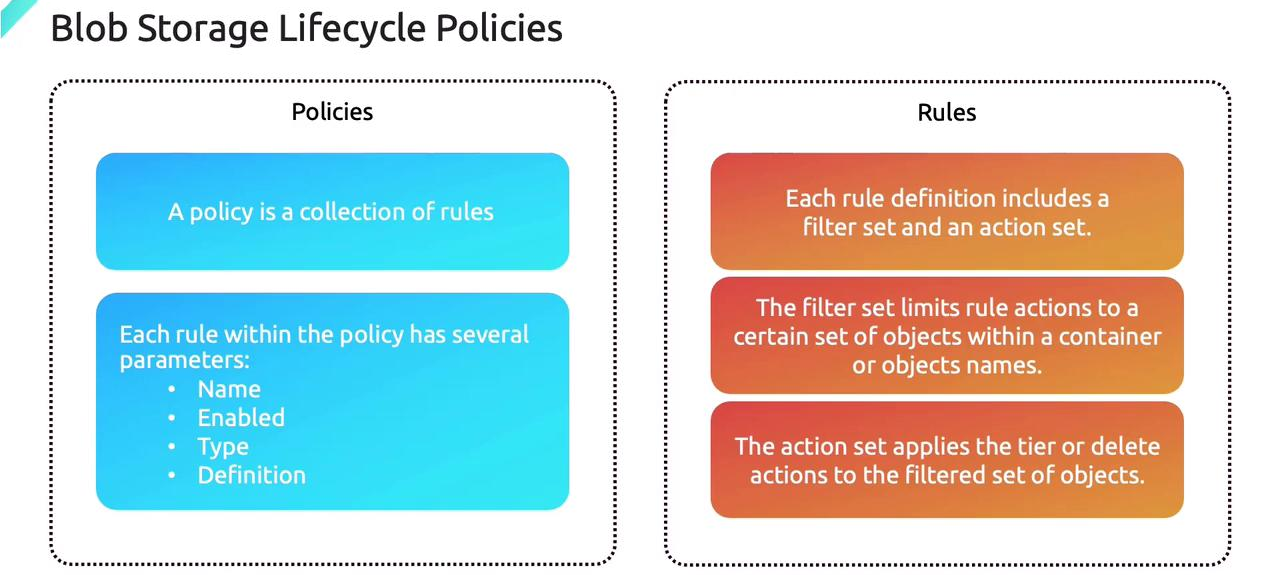 Blob Storage Lifecycle Policies
Policies
A policy is a collection of rules
Each rule within the policy has several
parameters:
• Name
• Enabled
• Type
• Definition
Rules
Each rule definition includes a
filter set and an action set.
The filter set limits rule actions to a
certain set of objects within a container
or objects names.
The action set applies the tier or delete
actions to the filtered set of objects.